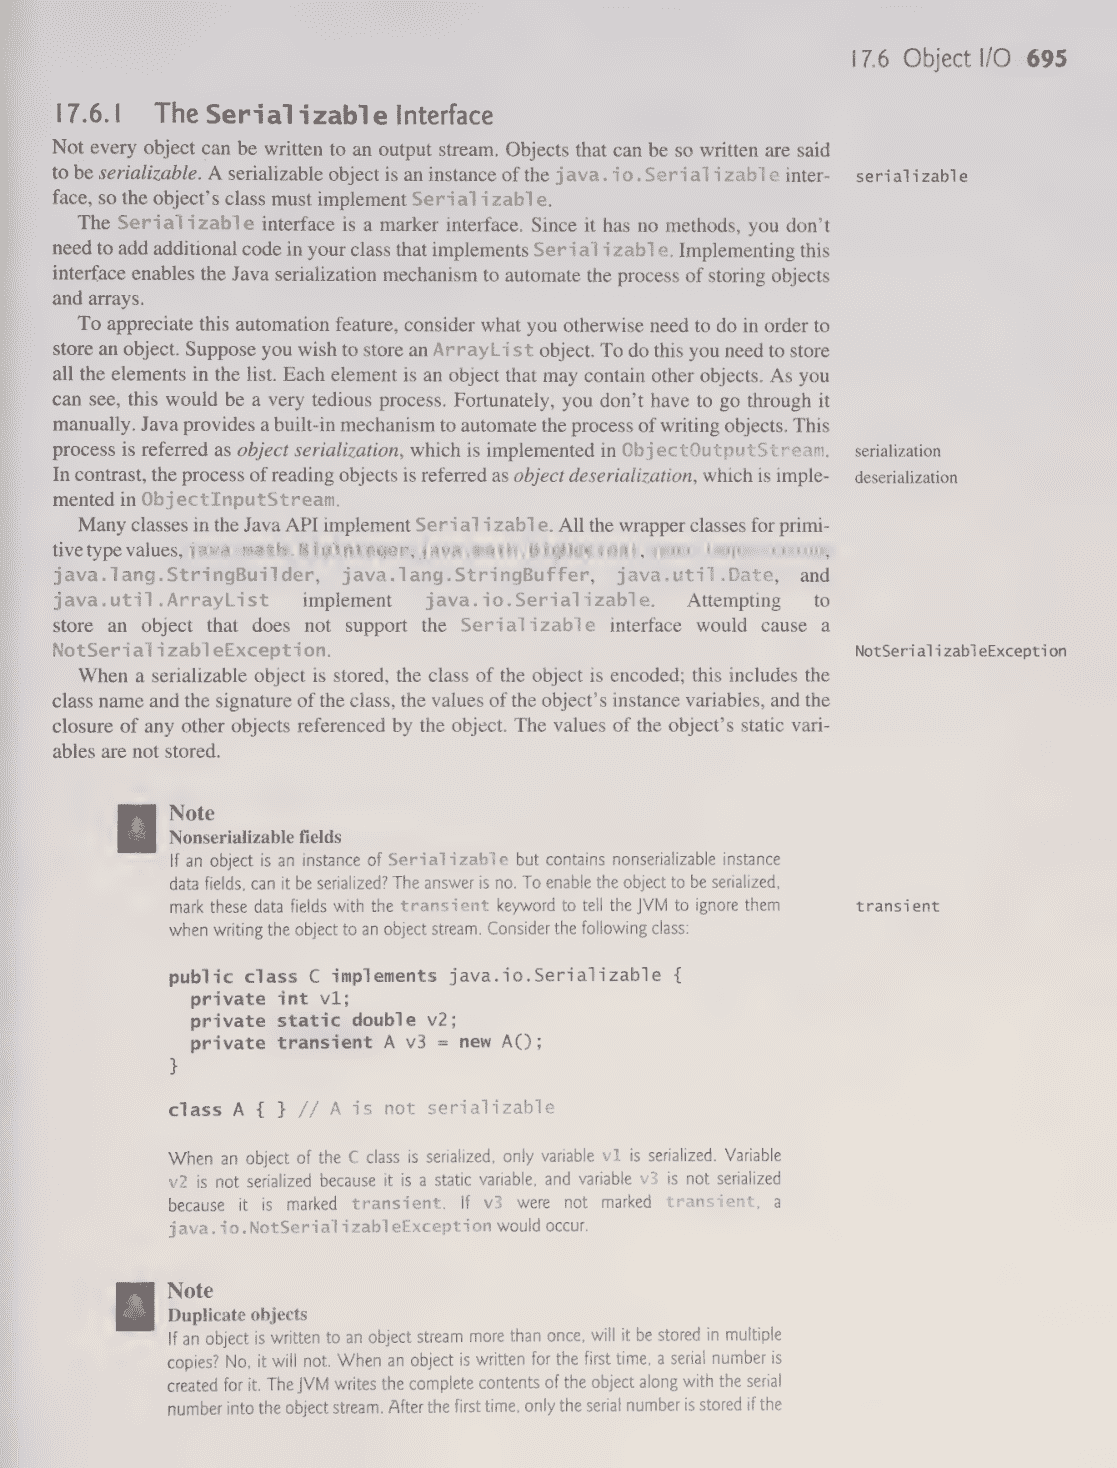 17.6 Object I/O 695
17.6.1 The Serializable Interface
Not every object can be written to an output stream. Objects that can be so written are said
to be serializable. A serializable object is an instance of the java.io.Serializable inter-
serializable
face, so the object's class must implement Serializable.
The Serializable interface is a marker interface. Since it has no methods, you don't
need to add additional code in your class that implements Serializable. Implementing this
interface enables the Java serialization mechanism to automate the process of storing objects
and arrays.
To appreciate this automation feature, consider what you otherwise need to do in order to
store an object. Suppose you wish to store an ArrayList object. To do this you need to store
all the elements in the list. Each element is an object that may contain other objects. As you
can see, this would be a very tedious process. Fortunately, you don't have to go through it
manually. Java provides a built-in mechanism to automate the process of writing objects. This
process is referred as object serialization, which is implemented in ObjectOutputStream.
serialization
In contrast, the process of reading objects is referred as object deserialization, which is imple-
deserialization
mented in ObjectInputStream.
Many classes in the Java API implement Serializable. All the wrapper classes for primi-
tive type values,
java.lang.StringBuilder, java.lang.StringBuffer, java.util.Date, and
java.util.ArrayList implement java.io.Serializable. Attempting to
store an object that does not support the Serializable interface would cause a
NotSerializableException.
NotSerializableException
When a serializable object is stored, the class of the object is encoded; this includes the
class name and the signature of the class, the values of the object's instance variables, and the
closure of any other objects referenced by the object. The values of the object's static vari-
ables are not stored.
Note
Nonserializable fields
If an object is an instance of Serializable but contains nonserializable instance
data fields, can it be serialized? The answer is no. To enable the object to be serialized,
mark these data fields with the transient keyword to tell the JVM to ignore them
transient
when writing the object to an object stream. Consider the following class:
public class C implements java.io.Serializable {
private int v1;
private static double v2;
private transient A v3 = new A();
}
class A { } // A is not serializable
When an object of the C class is serialized, only variable v1 is serialized. Variable
v2 is not serialized because it is a static variable, and variable v3 is not serialized
because it is marked transient. If v3 were not marked transient, a
java.io.NotSerializableException would occur.
Note
Duplicate objects
If an object is written to an object stream more than once, will it be stored in multiple
copies? No, it will not. When an object is written for the first time, a serial number is
created for it. The JVM writes the complete contents of the object along with the serial
number into the object stream. After the first time, only the serial number is stored if the